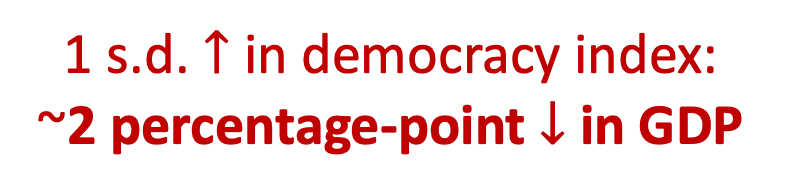 1 s.d. ↑ in democracy index:
~2 percentage-point ↓ in GDP